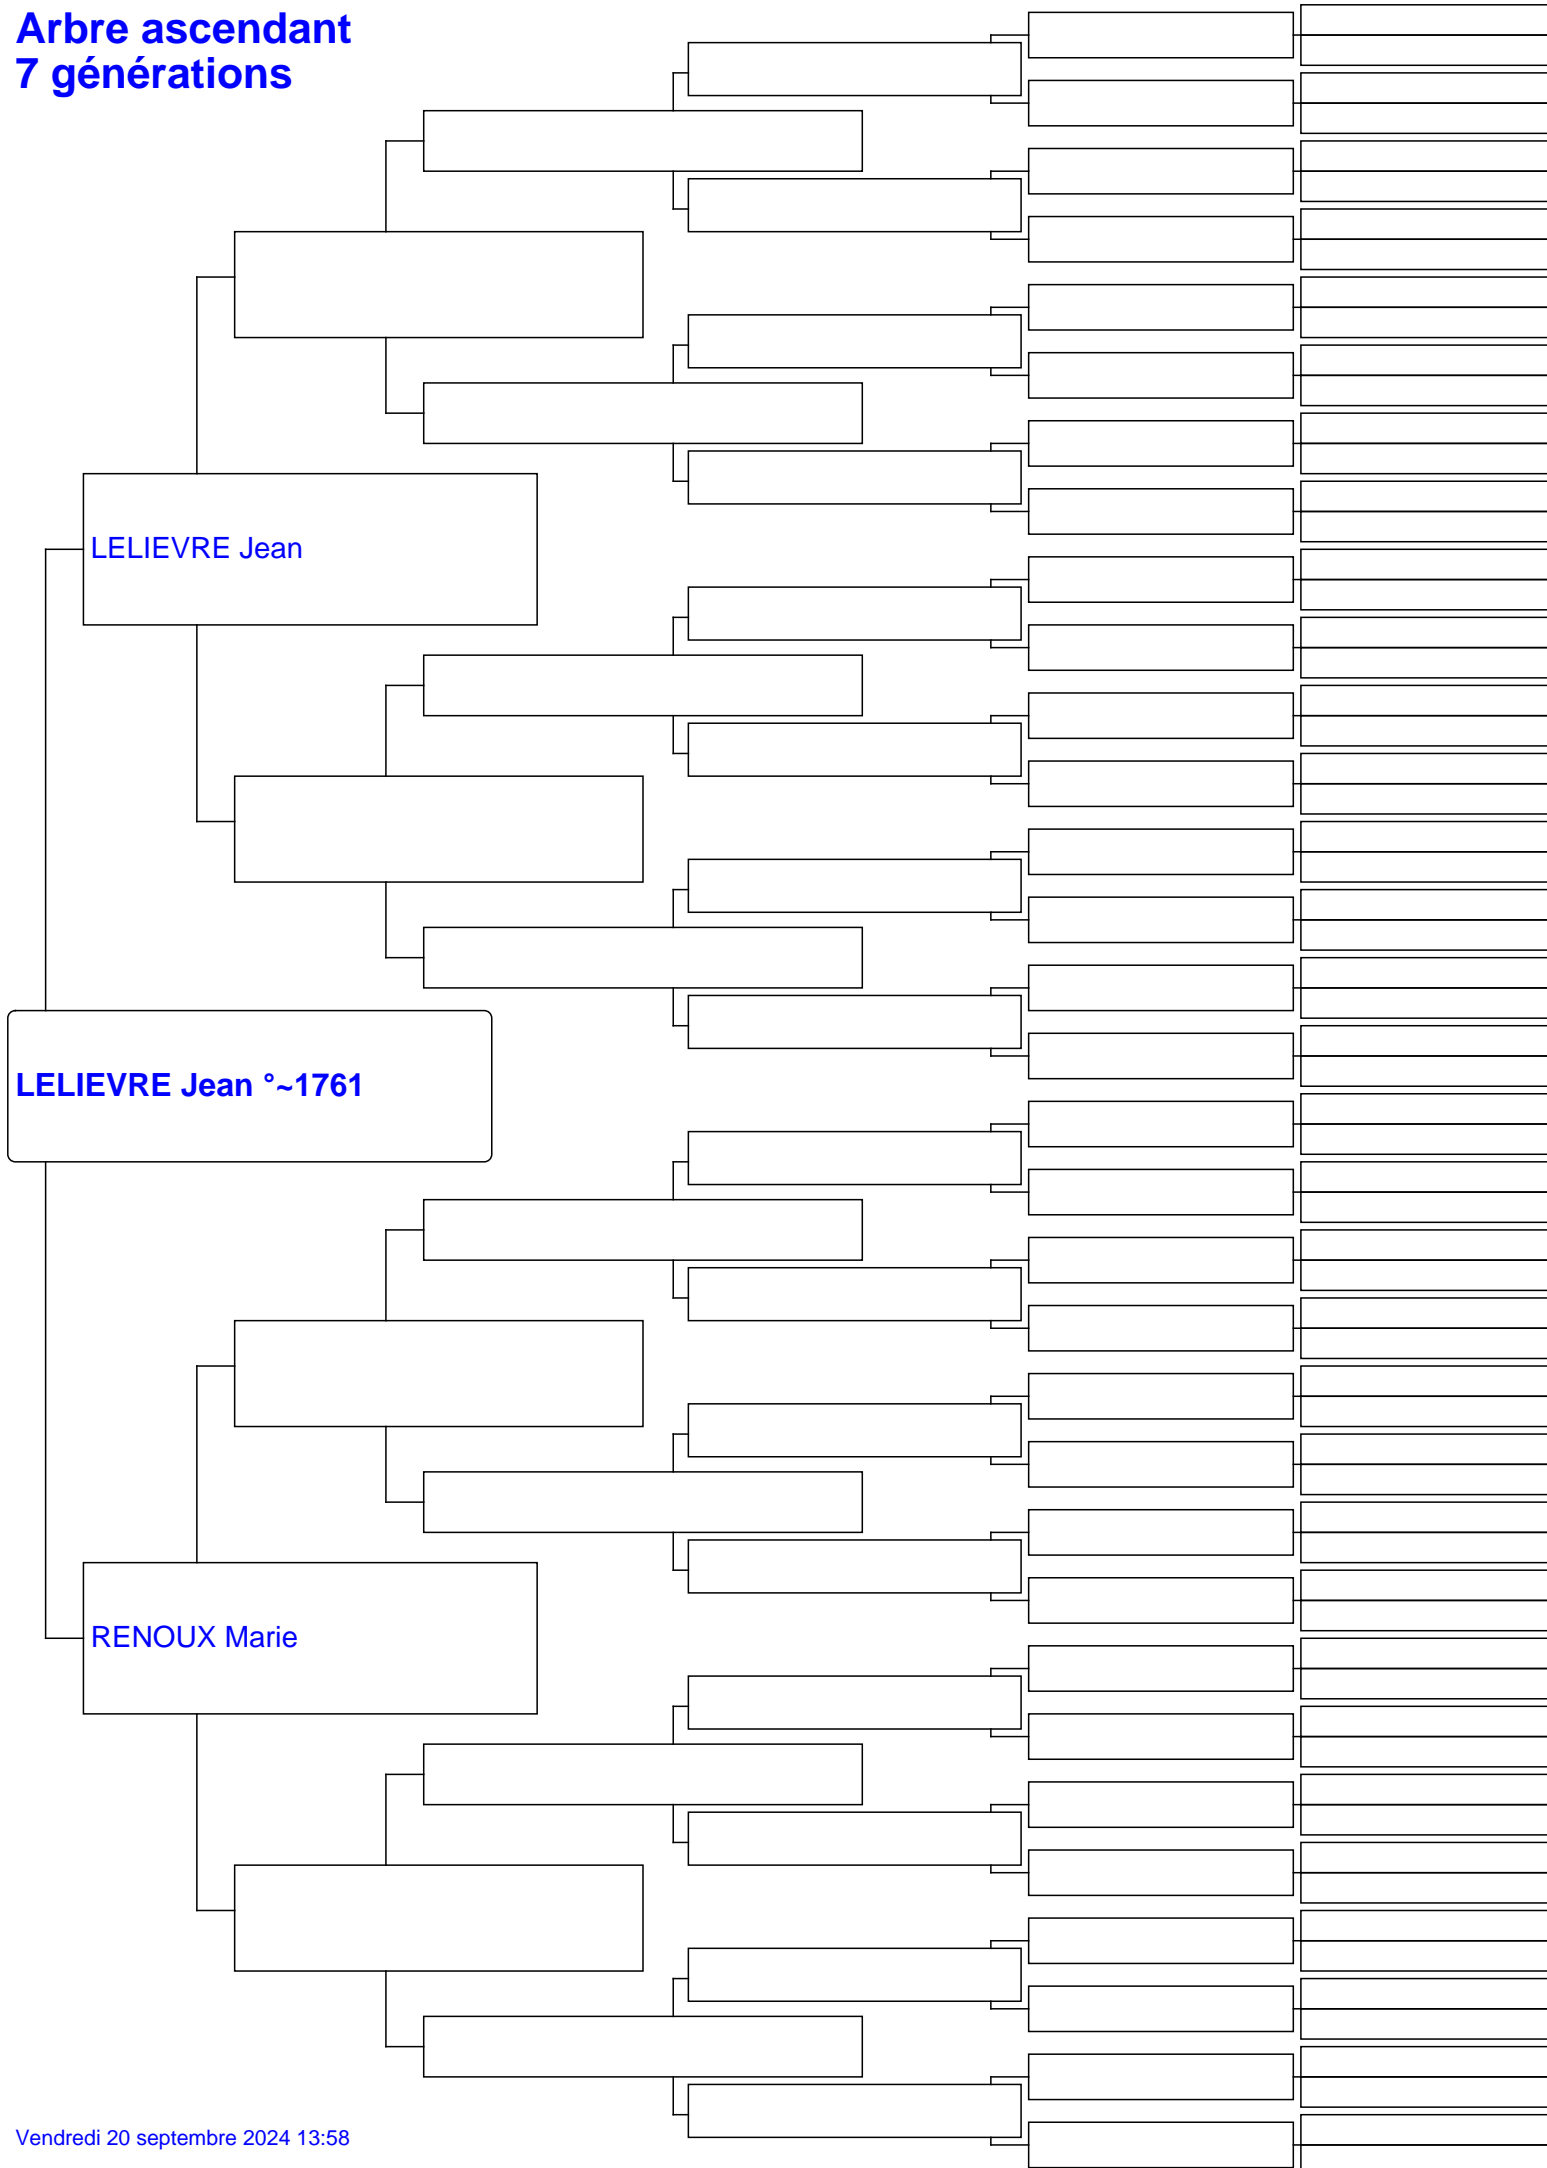 Arbre ascendant
7 générations
LELIEVRE Jean
LELIEVRE Jean °~1761
RENOUX Marie
Vendredi 20 septembre 2024 13:58